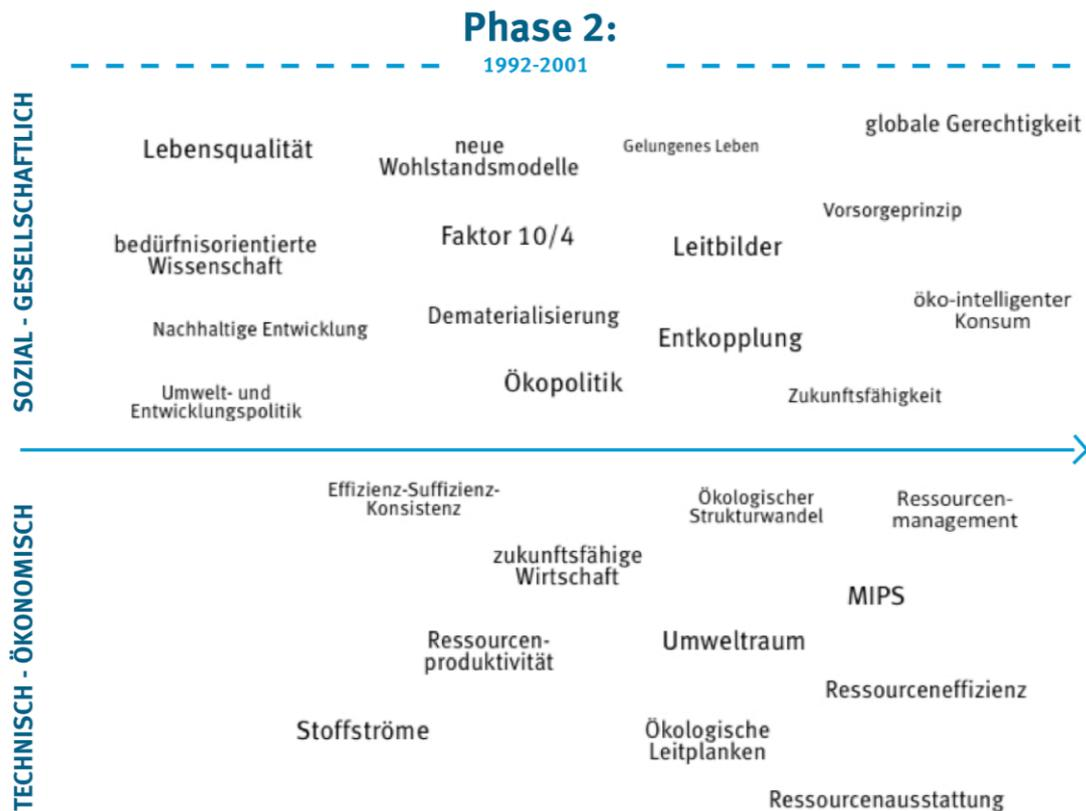 Phase 2:
1992-2001
SOZIAL - GESELLSCHAFTLICH
globale Gerechtigkeit
Lebensqualität
neue
Wohlstandsmodelle
Gelungenes Leben
Vorsorgeprinzip
bedürfnisorientierte
Wissenschaft
Faktor 10/4
Leitbilder
öko-intelligenter
Konsum
Nachhaltige Entwicklung
Dematerialisierung
Entkopplung
Umwelt- und
Entwicklungspolitik
Ökopolitik
Zukunftsfähigkeit
TECHNISCH - ÖKONOMISCH
Effizienz-Suffizienz-
Konsistenz
Ökologischer
Strukturwandel
Ressourcen-
management
zukunftsfähige
Wirtschaft
MIPS
Ressourcen-
produktivität
Umweltraum
Ressourceneffizienz
Stoffströme
Ökologische
Leitplanken
Ressourcenausstattung